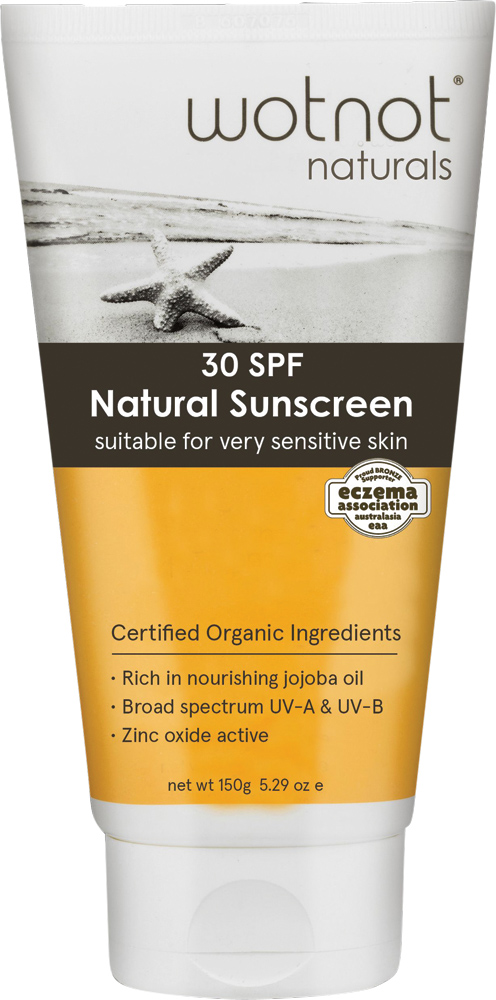 wotnot®
naturals
30 SPF
Natural Sunscreen
suitable for very sensitive skin
Proud BRONZE
Supporter
eczema
association
australasia
eaa
Certified Organic Ingredients
• Rich in nourishing jojoba oil
• Broad spectrum UV-A & UV-B
• Zinc oxide active
net wt 150g 5.29 oz e